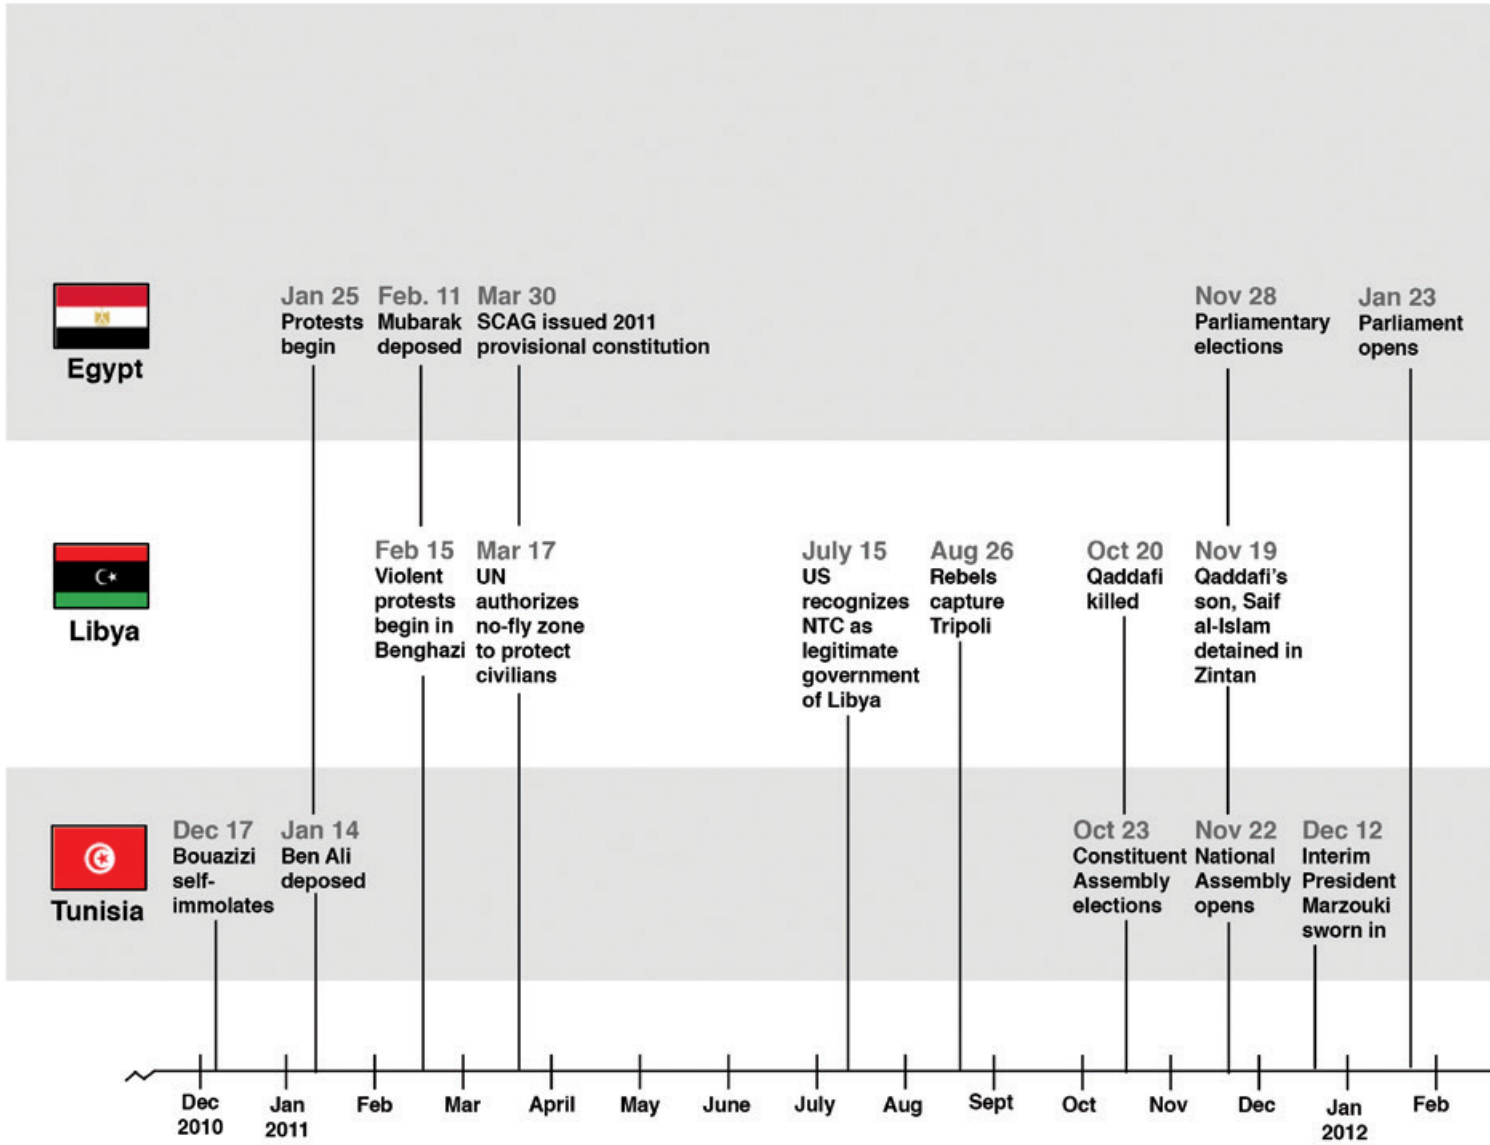 Jan 25
Protests
begin
Feb. 11
Mubarak
deposed
Mar 30
SCAG issued 2011
provisional constitution
Nov 28
Parliamentary
elections
Jan 23
Parliament
opens
Egypt
Feb 15
Violent
protests
begin in
Benghazi
Mar 17
UN
authorizes
no-fly zone
to protect
civilians
July 15
US
recognizes
NTC as
legitimate
government
of Libya
Aug 26
Rebels
capture
Tripoli
Oct 20
Qaddafi
killed
Nov 19
Qaddafi's
son, Saif
al-Islam
detained in
Zintan
Libya
Dec 17
Bouazizi
self-
immolates
Jan 14
Ben Ali
deposed
Oct 23
Constituent
Assembly
elections
Nov 22
National
Assembly
opens
Dec 12
Interim
President
Marzouki
sworn in
Tunisia
Dec
2010
Jan
2011
Feb
Mar
April
May
June
July
Aug
Sept
Oct
Nov
Dec
Jan
2012
Feb